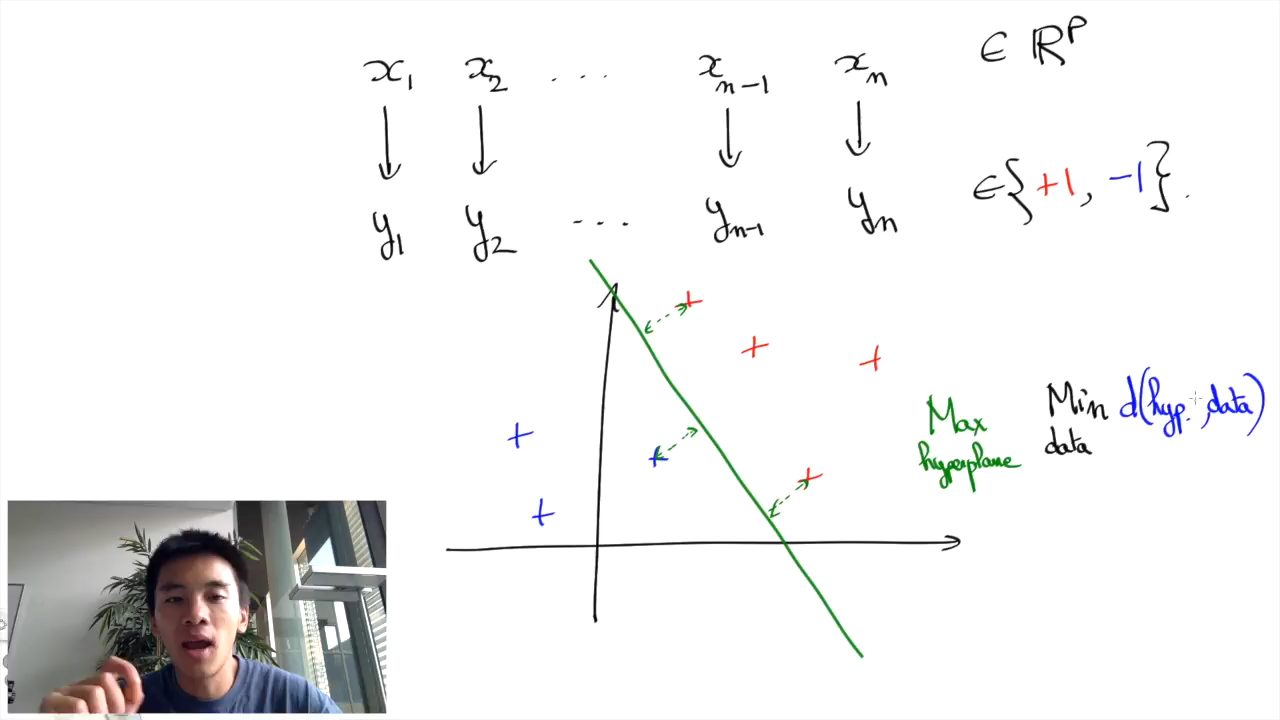 x₁ x₂ ... xₙ₋₁ xₙ ∈ ℝᵖ
y₁ y₂ ... yₙ₋₁ yₙ ∈ {+1, -1}.
Max Min d(hyp., data)
hyperplane data